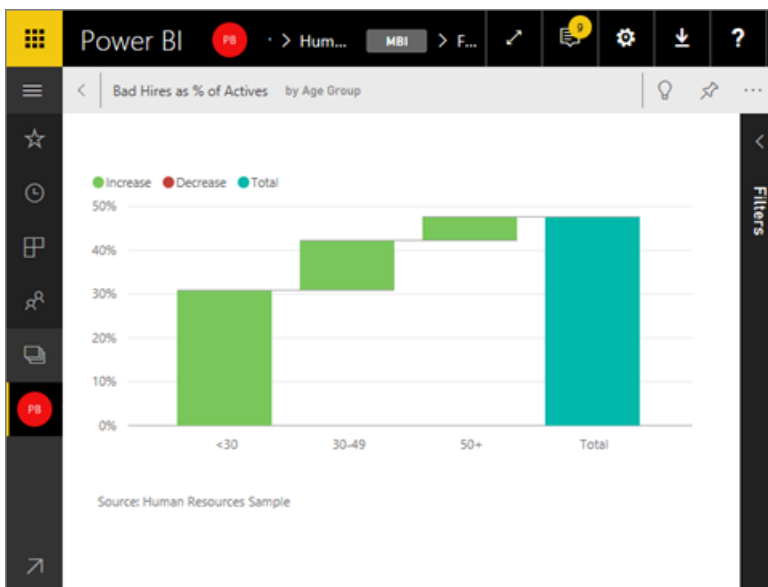 Power BI PB > Hum... MBI > F... 9 ?
Bad Hires as % of Actives by Age Group
Filters
Increase Decrease Total
50%
40%
30%
20%
10%
0%
<30 30-49 50+ Total
PB
Source: Human Resources Sample